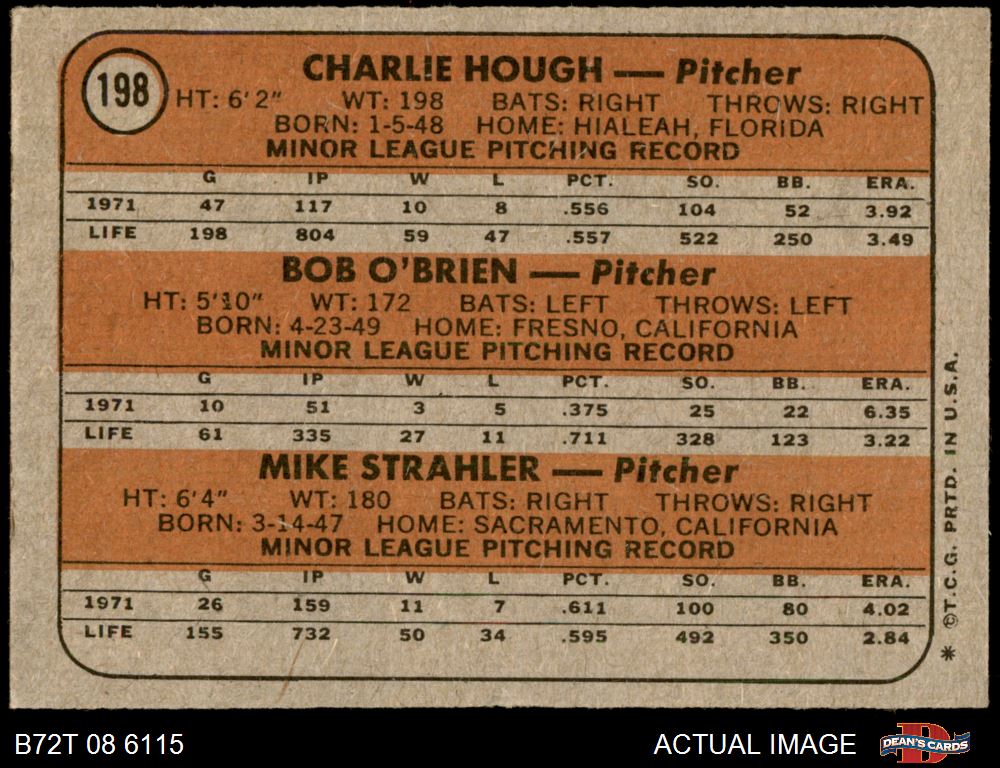 198
CHARLIE HOUGH — Pitcher
HT: 6'2" WT: 198 BATS: RIGHT THROWS: RIGHT
BORN: 1-5-48 HOME: HIALEAH, FLORIDA
MINOR LEAGUE PITCHING RECORD
G IP W L PCT. SO. BB. ERA.
1971 47 117 10 8 .556 104 52 3.92
LIFE 198 804 59 47 .557 522 250 3.49
BOB O'BRIEN — Pitcher
HT: 5'10" WT: 172 BATS: LEFT THROWS: LEFT
BORN: 4-23-49 HOME: FRESNO, CALIFORNIA
MINOR LEAGUE PITCHING RECORD
G IP W L PCT. SO. BB. ERA.
1971 10 51 3 5 .375 25 22 6.35
LIFE 61 335 27 11 .711 328 123 3.22
MIKE STRAHLER — Pitcher
HT: 6'4" WT: 180 BATS: RIGHT THROWS: RIGHT
BORN: 3-14-47 HOME: SACRAMENTO, CALIFORNIA
MINOR LEAGUE PITCHING RECORD
G IP W L PCT. SO. BB. ERA.
1971 26 159 11 7 .611 100 80 4.02
LIFE 155 732 50 34 .595 492 350 2.84
* ©T.C.G. PRTD. IN U.S.A.
B72T 08 6115
ACTUAL IMAGE
DEAN'S CARDS